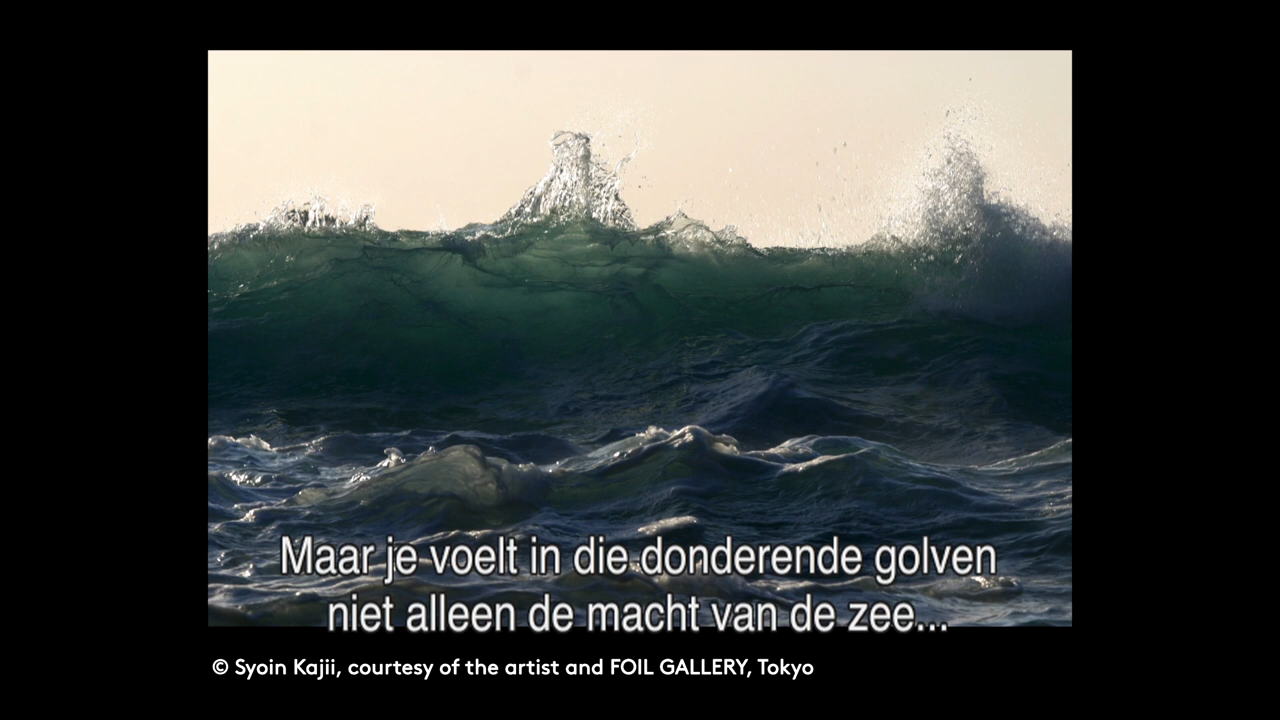 Maar je voelt in die donderende golven
niet alleen de macht van de zee...
© Syoin Kajii, courtesy of the artist and FOIL GALLERY, Tokyo